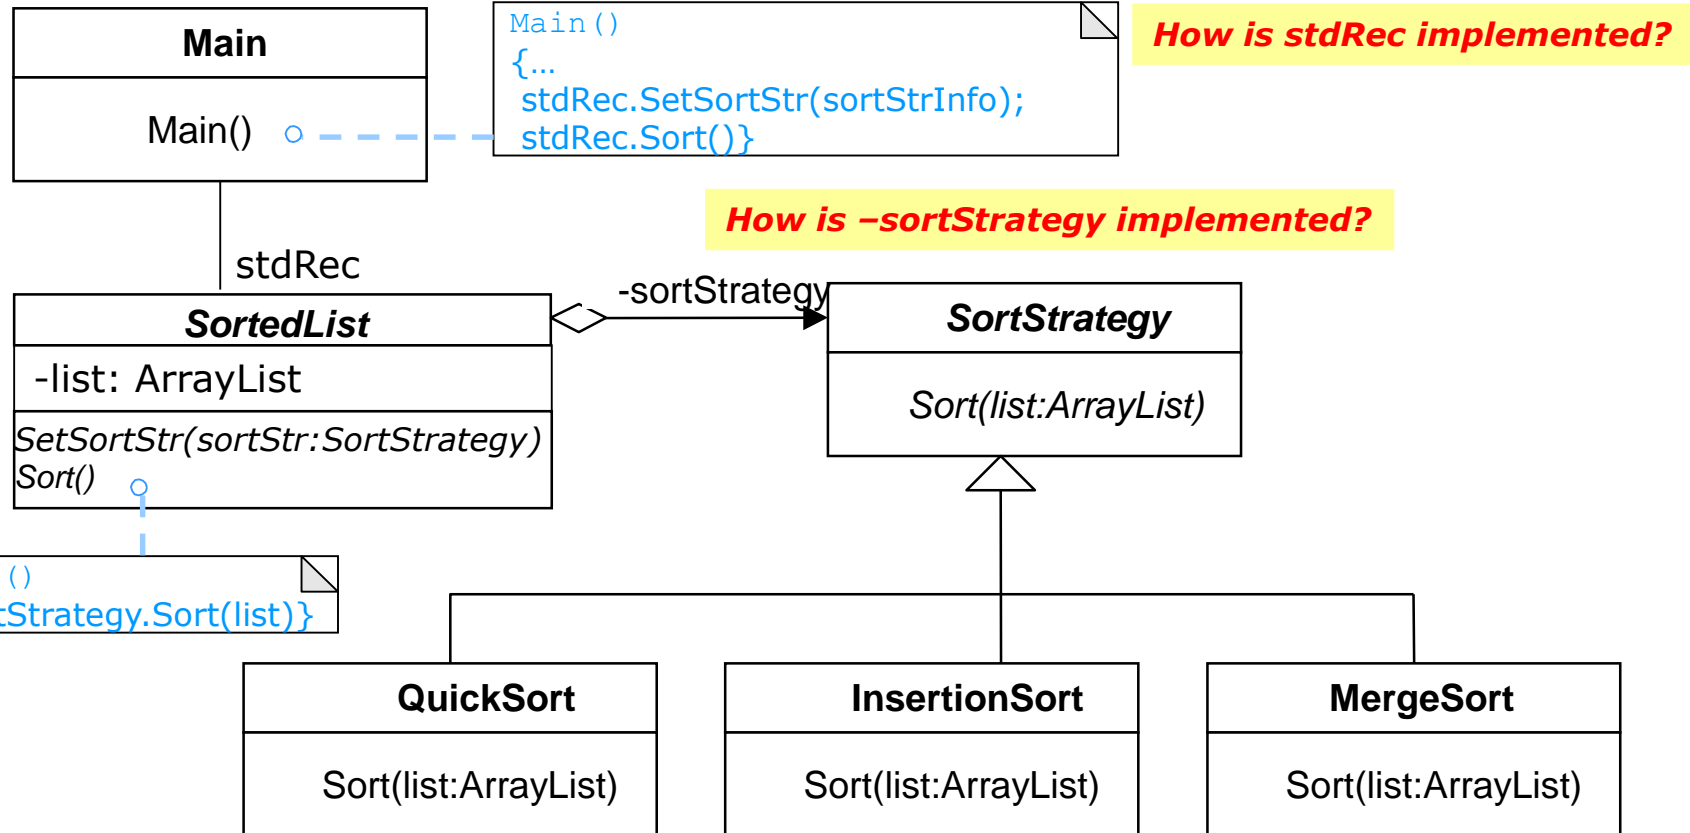 Main
Main()
Main()
{…
stdRec.SetSortStr(sortStrInfo);
stdRec.Sort()}
How is stdRec implemented?
How is –sortStrategy implemented?
stdRec
-sortStrategy
SortedList
-list: ArrayList
SetSortStr(sortStr:SortStrategy)
Sort()
SortStrategy
Sort(list:ArrayList)
()
tStrategy.Sort(list)}
QuickSort
Sort(list:ArrayList)
InsertionSort
Sort(list:ArrayList)
MergeSort
Sort(list:ArrayList)